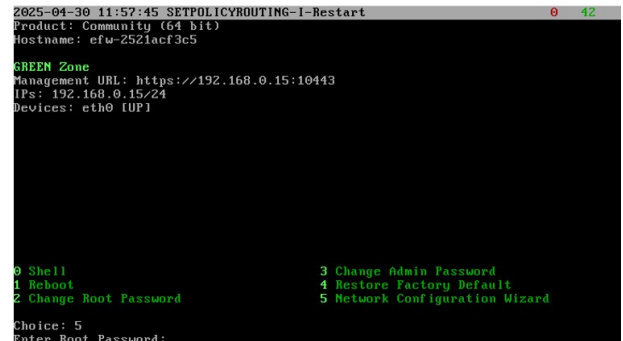 2025-04-30 11:57:45 SETPOLICYROUTING-I-Restart 0 42
Product: Community (64 bit)
Hostname: efw-2521acf3c5
GREEN Zone
Management URL: https://192.168.0.15:10443
IPs: 192.168.0.15/24
Devices: eth0 [UP]
0 Shell 3 Change Admin Password
1 Reboot 4 Restore Factory Default
2 Change Root Password 5 Network Configuration Wizard
Choice: 5
Enter Root Password: